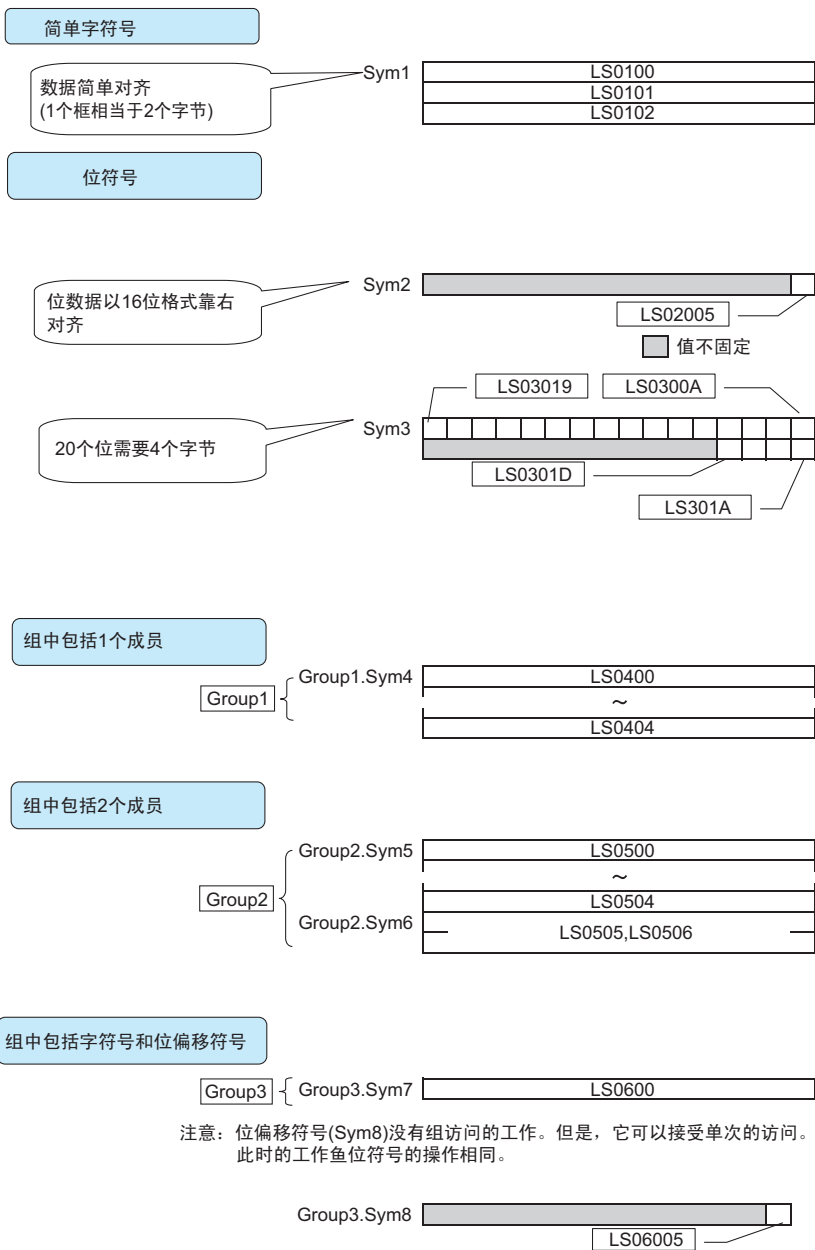 简单字符号
数据简单对齐
(1个框相当于2个字节)
Sym1
LS0100
LS0101
LS0102
位符号
位数据以16位格式靠右
对齐
Sym2
LS02005
值不固定
20个位需要4个字节
Sym3
LS03019
LS0300A
LS0301D
LS301A
组中包括1个成员
Group1
Group1.Sym4
LS0400
~
LS0404
组中包括2个成员
Group2
Group2.Sym5
LS0500
~
LS0504
Group2.Sym6
LS0505,LS0506
组中包括字符号和位偏移符号
Group3
Group3.Sym7
LS0600
注意：位偏移符号(Sym8)没有组访问的工作。但是，它可以接受单次的访问。
此时的工作鱼位符号的操作相同。
Group3.Sym8
LS06005